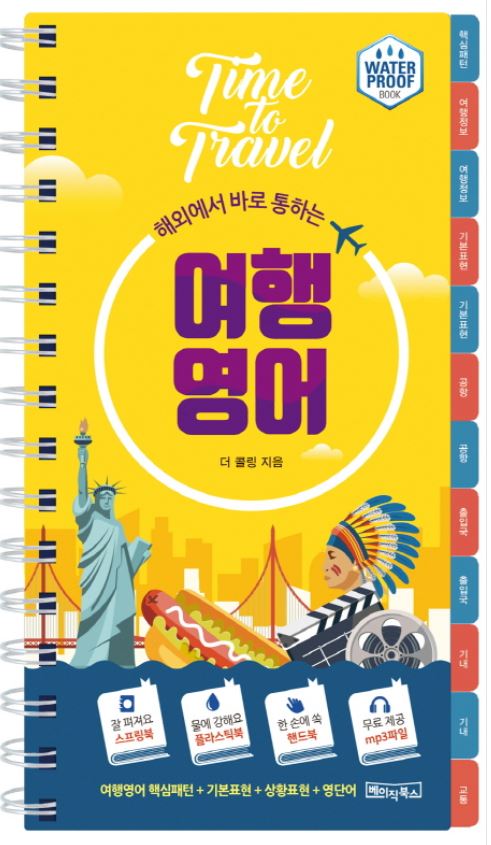 Time
to
Travel
WATER
PROOF
BOOK
해외에서 바로 통하는
여행
영어
더 콜링 지음
잘 펴져요
스프링북
물에 강해요
플라스틱북
한 손에 쏙
핸드북
무료 제공
mp3파일
여행영어 핵심패턴 + 기본표현 + 상황표현 + 영단어
베이직북스
핵심패턴
여행정보
여행정보
기본표현
기본표현
공항
공항
출입국
출입국
기내
기내
교통